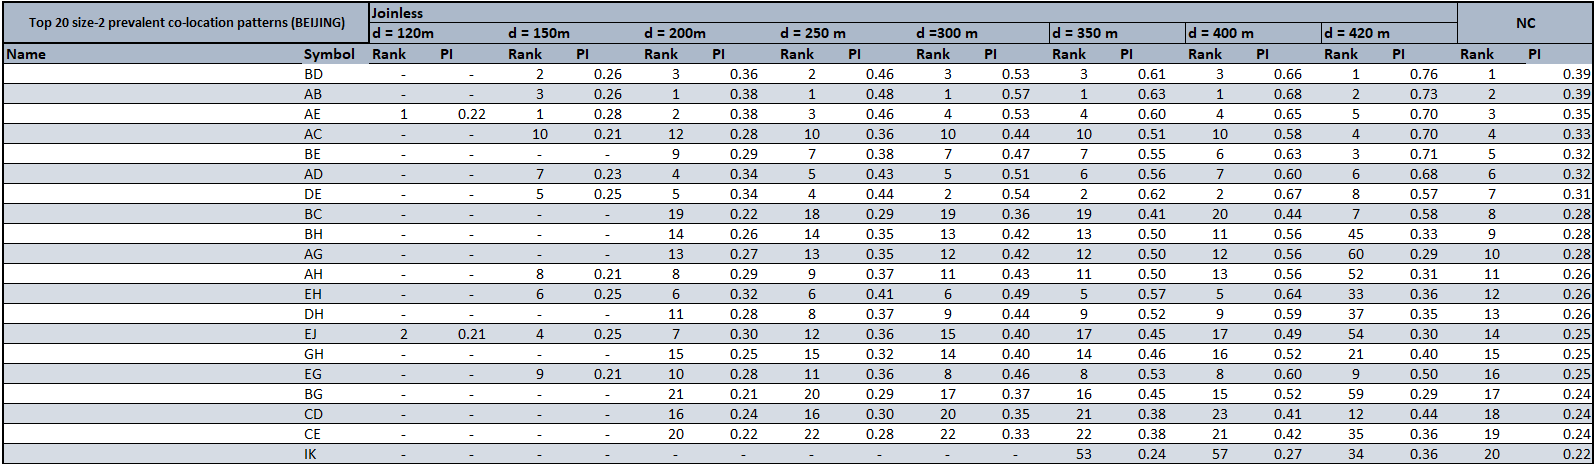 Top 20 size-2 prevalent co-location patterns (BEIJING) Joinless NC
d = 120m d = 150m d = 200m d = 250 m d =300 m d = 350 m d = 400 m d = 420 m
Name Symbol Rank PI Rank PI Rank PI Rank PI Rank PI Rank PI Rank PI Rank PI Rank PI
BD - - 2 0.26 3 0.36 2 0.46 3 0.53 3 0.61 3 0.66 1 0.76 1 0.39
AB - - 3 0.26 1 0.38 1 0.48 1 0.57 1 0.63 1 0.68 2 0.73 2 0.39
AE 1 0.22 1 0.28 2 0.38 3 0.46 4 0.53 4 0.60 4 0.65 5 0.70 3 0.35
AC - - 10 0.21 12 0.28 10 0.36 10 0.44 10 0.51 10 0.58 4 0.70 4 0.33
BE - - - - 9 0.29 7 0.38 7 0.47 7 0.55 6 0.63 3 0.71 5 0.32
AD - - 7 0.23 4 0.34 5 0.43 5 0.51 6 0.56 7 0.60 6 0.68 6 0.32
DE - - 5 0.25 5 0.34 4 0.44 2 0.54 2 0.62 2 0.67 8 0.57 7 0.31
BC - - - - 19 0.22 18 0.29 19 0.36 19 0.41 20 0.44 7 0.58 8 0.28
BH - - - - 14 0.26 14 0.35 13 0.42 13 0.50 11 0.56 45 0.33 9 0.28
AG - - - - 13 0.27 13 0.35 12 0.42 12 0.50 12 0.56 60 0.29 10 0.28
AH - - 8 0.21 8 0.29 9 0.37 11 0.43 11 0.50 13 0.56 52 0.31 11 0.26
EH - - 6 0.25 6 0.32 6 0.41 6 0.49 5 0.57 5 0.64 33 0.36 12 0.26
DH - - - - 11 0.28 8 0.37 9 0.44 9 0.52 9 0.59 37 0.35 13 0.26
EJ 2 0.21 4 0.25 7 0.30 12 0.36 15 0.40 17 0.45 17 0.49 54 0.30 14 0.25
GH - - - - 15 0.25 15 0.32 14 0.40 14 0.46 16 0.52 21 0.40 15 0.25
EG - - 9 0.21 10 0.28 11 0.36 8 0.46 8 0.53 8 0.60 9 0.50 16 0.25
BG - - - - 21 0.21 20 0.29 17 0.37 16 0.45 15 0.52 59 0.29 17 0.24
CD - - - - 16 0.24 16 0.30 20 0.35 21 0.38 23 0.41 12 0.44 18 0.24
CE - - - - 20 0.22 22 0.28 22 0.33 22 0.38 21 0.42 35 0.36 19 0.24
IK - - - - - - - - - - 53 0.24 57 0.27 34 0.36 20 0.22